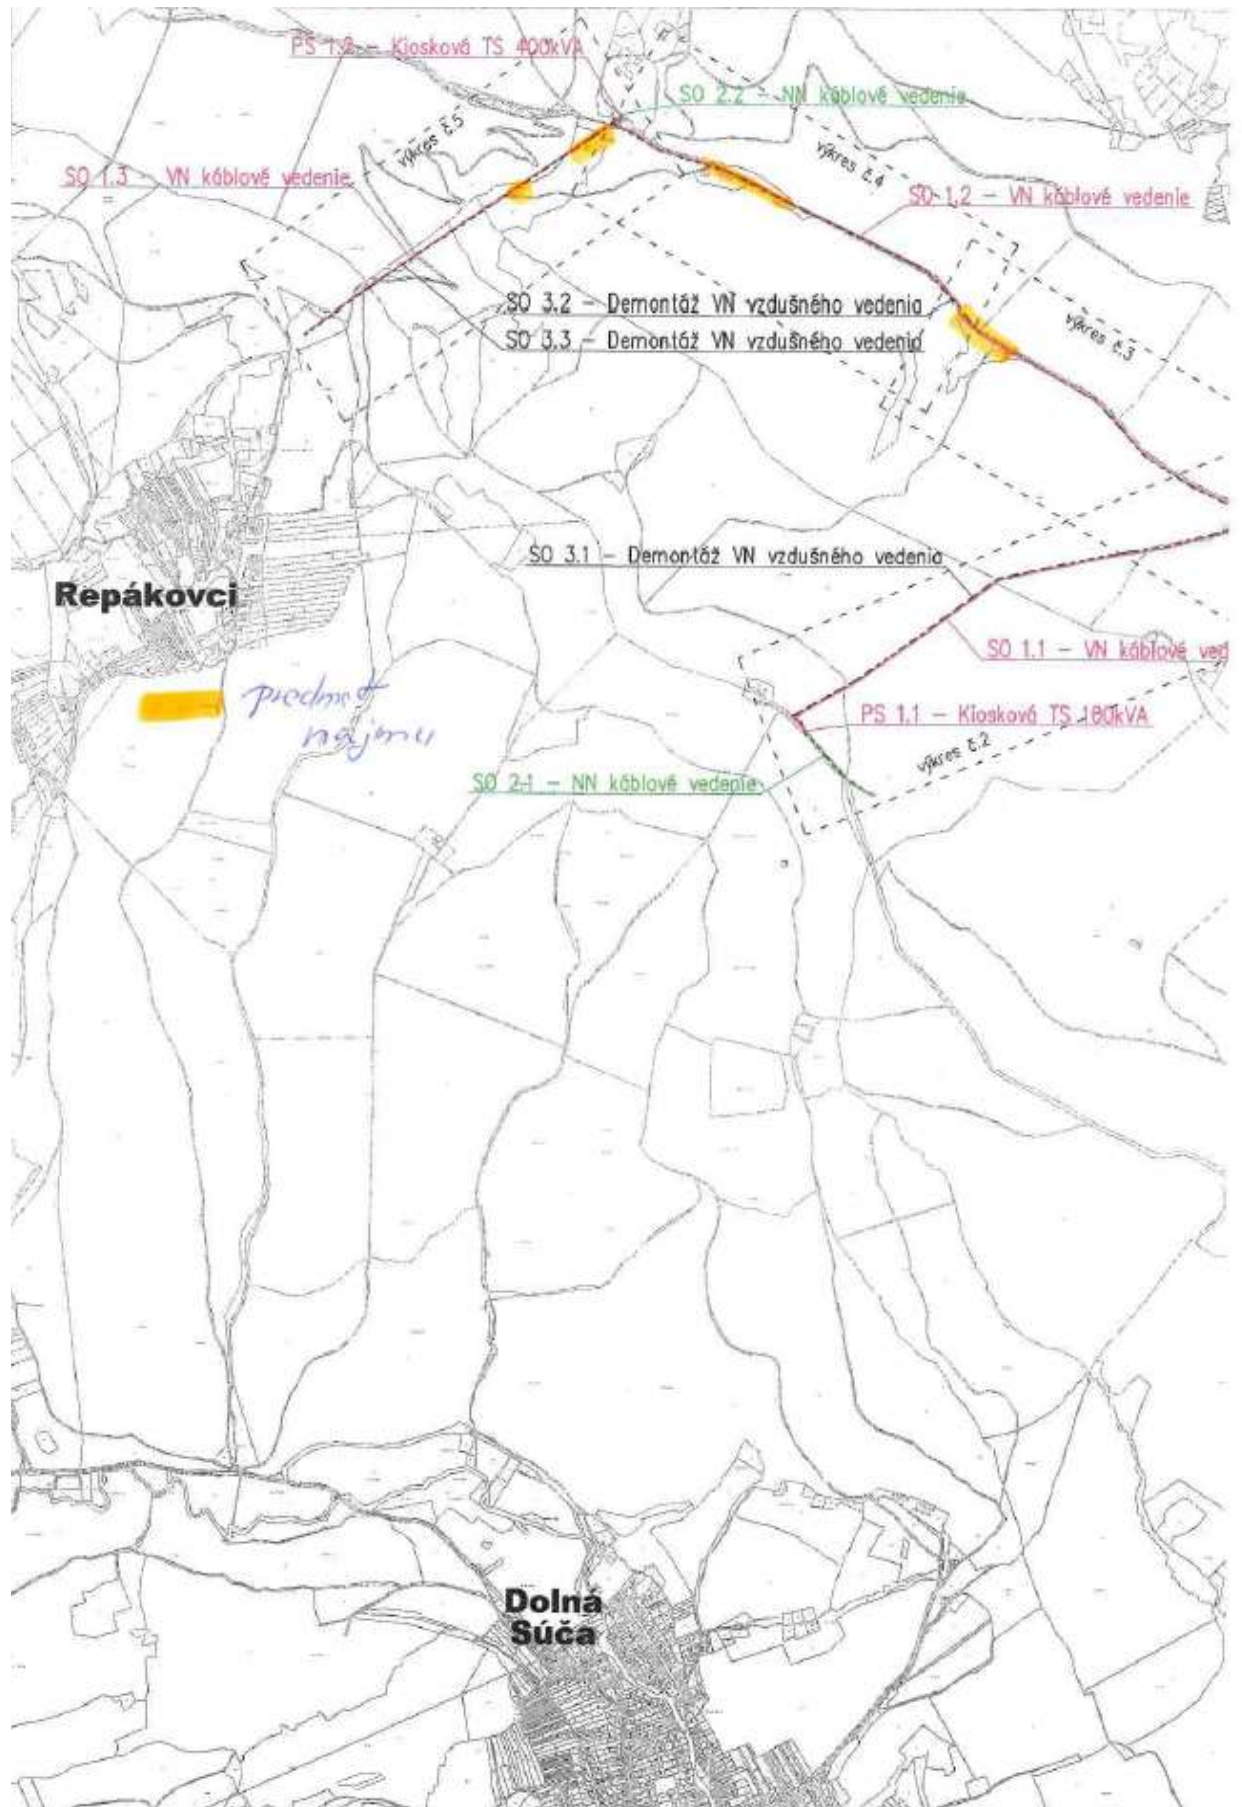 PS 1.2 - Kiosková TS 400kVA
SO 2.2 - NN káblové vedenie
výkres č.5
výkres č.4
SO 1.3 - VN káblové vedenie
SO 1.2 - VN káblové vedenie
SO 3.2 - Demontáž VN vzdušného vedenia
výkres č.3
SO 3.3 - Demontáž VN vzdušného vedenia
SO 3.1 - Demontáž VN vzdušného vedenia
Repákovci
SO 1.1 - VN káblové ved
predmet
nájmu
PS 1.1 - Kiosková TS 160kVA
výkres č.2
SO 2.1 - NN káblové vedenie
Dolná
Súča